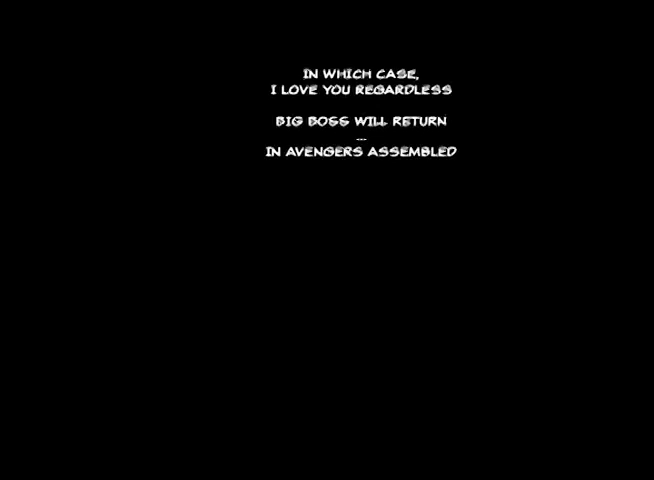 IN WHICH CASE,
I LOVE YOU REGARDLESS
BIG BOSS WILL RETURN
...
IN AVENGERS ASSEMBLED